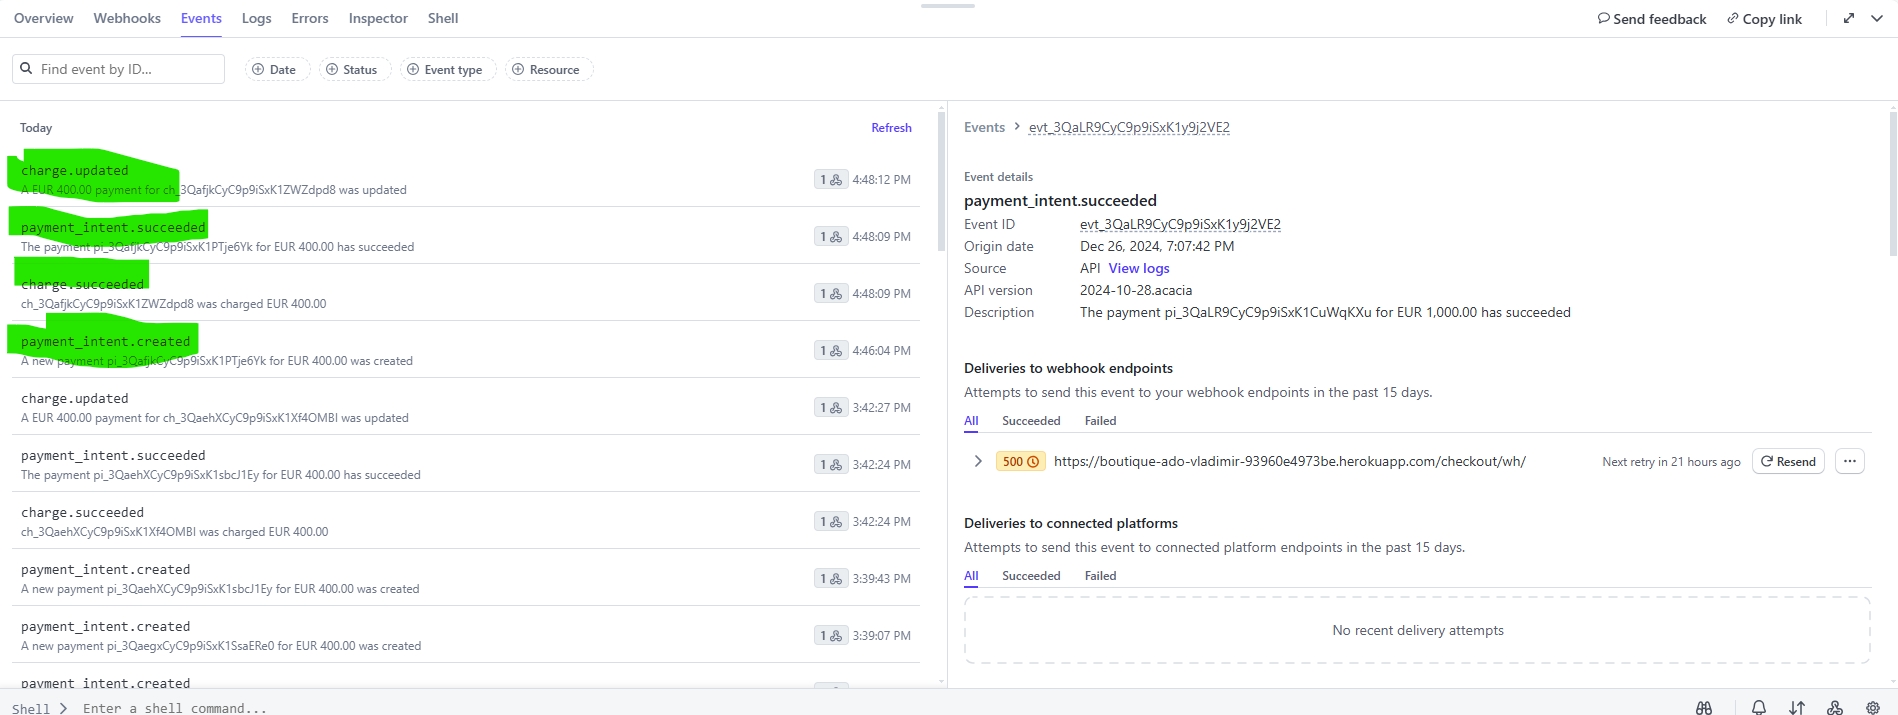 Overview Webhooks Events Logs Errors Inspector Shell
Send feedback Copy link
Find event by ID...
Date Status Event type Resource
Today
Refresh
charge.updated
A EUR 400.00 payment for ch_3QafjkCyC9p9iSxK1ZWZdpd8 was updated
1 4:48:12 PM
payment_intent.succeeded
The payment pi_3QafjkCyC9p9iSxK1PTje6Yk for EUR 400.00 has succeeded
1 4:48:09 PM
charge.succeeded
ch_3QafjkCyC9p9iSxK1ZWZdpd8 was charged EUR 400.00
1 4:48:09 PM
payment_intent.created
A new payment pi_3QafjkCyC9p9iSxK1PTje6Yk for EUR 400.00 was created
1 4:46:04 PM
charge.updated
A EUR 400.00 payment for ch_3QaehXCyC9p9iSxK1Xf4OMBI was updated
1 3:42:27 PM
payment_intent.succeeded
The payment pi_3QaehXCyC9p9iSxK1sbcJ1Ey for EUR 400.00 has succeeded
1 3:42:24 PM
charge.succeeded
ch_3QaehXCyC9p9iSxK1Xf4OMBI was charged EUR 400.00
1 3:42:24 PM
payment_intent.created
A new payment pi_3QaehXCyC9p9iSxK1sbcJ1Ey for EUR 400.00 was created
1 3:39:43 PM
payment_intent.created
A new payment pi_3QaegxCyC9p9iSxK1SsaERe0 for EUR 400.00 was created
1 3:39:07 PM
payment_intent.created
Events > evt_3QaLR9CyC9p9iSxK1y9j2VE2
Event details
payment_intent.succeeded
Event ID evt_3QaLR9CyC9p9iSxK1y9j2VE2
Origin date Dec 26, 2024, 7:07:42 PM
Source API View logs
API version 2024-10-28.acacia
Description The payment pi_3QaLR9CyC9p9iSxK1CuWqKXu for EUR 1,000.00 has succeeded
Deliveries to webhook endpoints
Attempts to send this event to your webhook endpoints in the past 15 days.
All Succeeded Failed
500 https://boutique-ado-vladimir-93960e4973be.herokuapp.com/checkout/wh/ Next retry in 21 hours ago Resend
Deliveries to connected platforms
Attempts to send this event to connected platform endpoints in the past 15 days.
All Succeeded Failed
No recent delivery attempts
Shell > Enter a shell command...